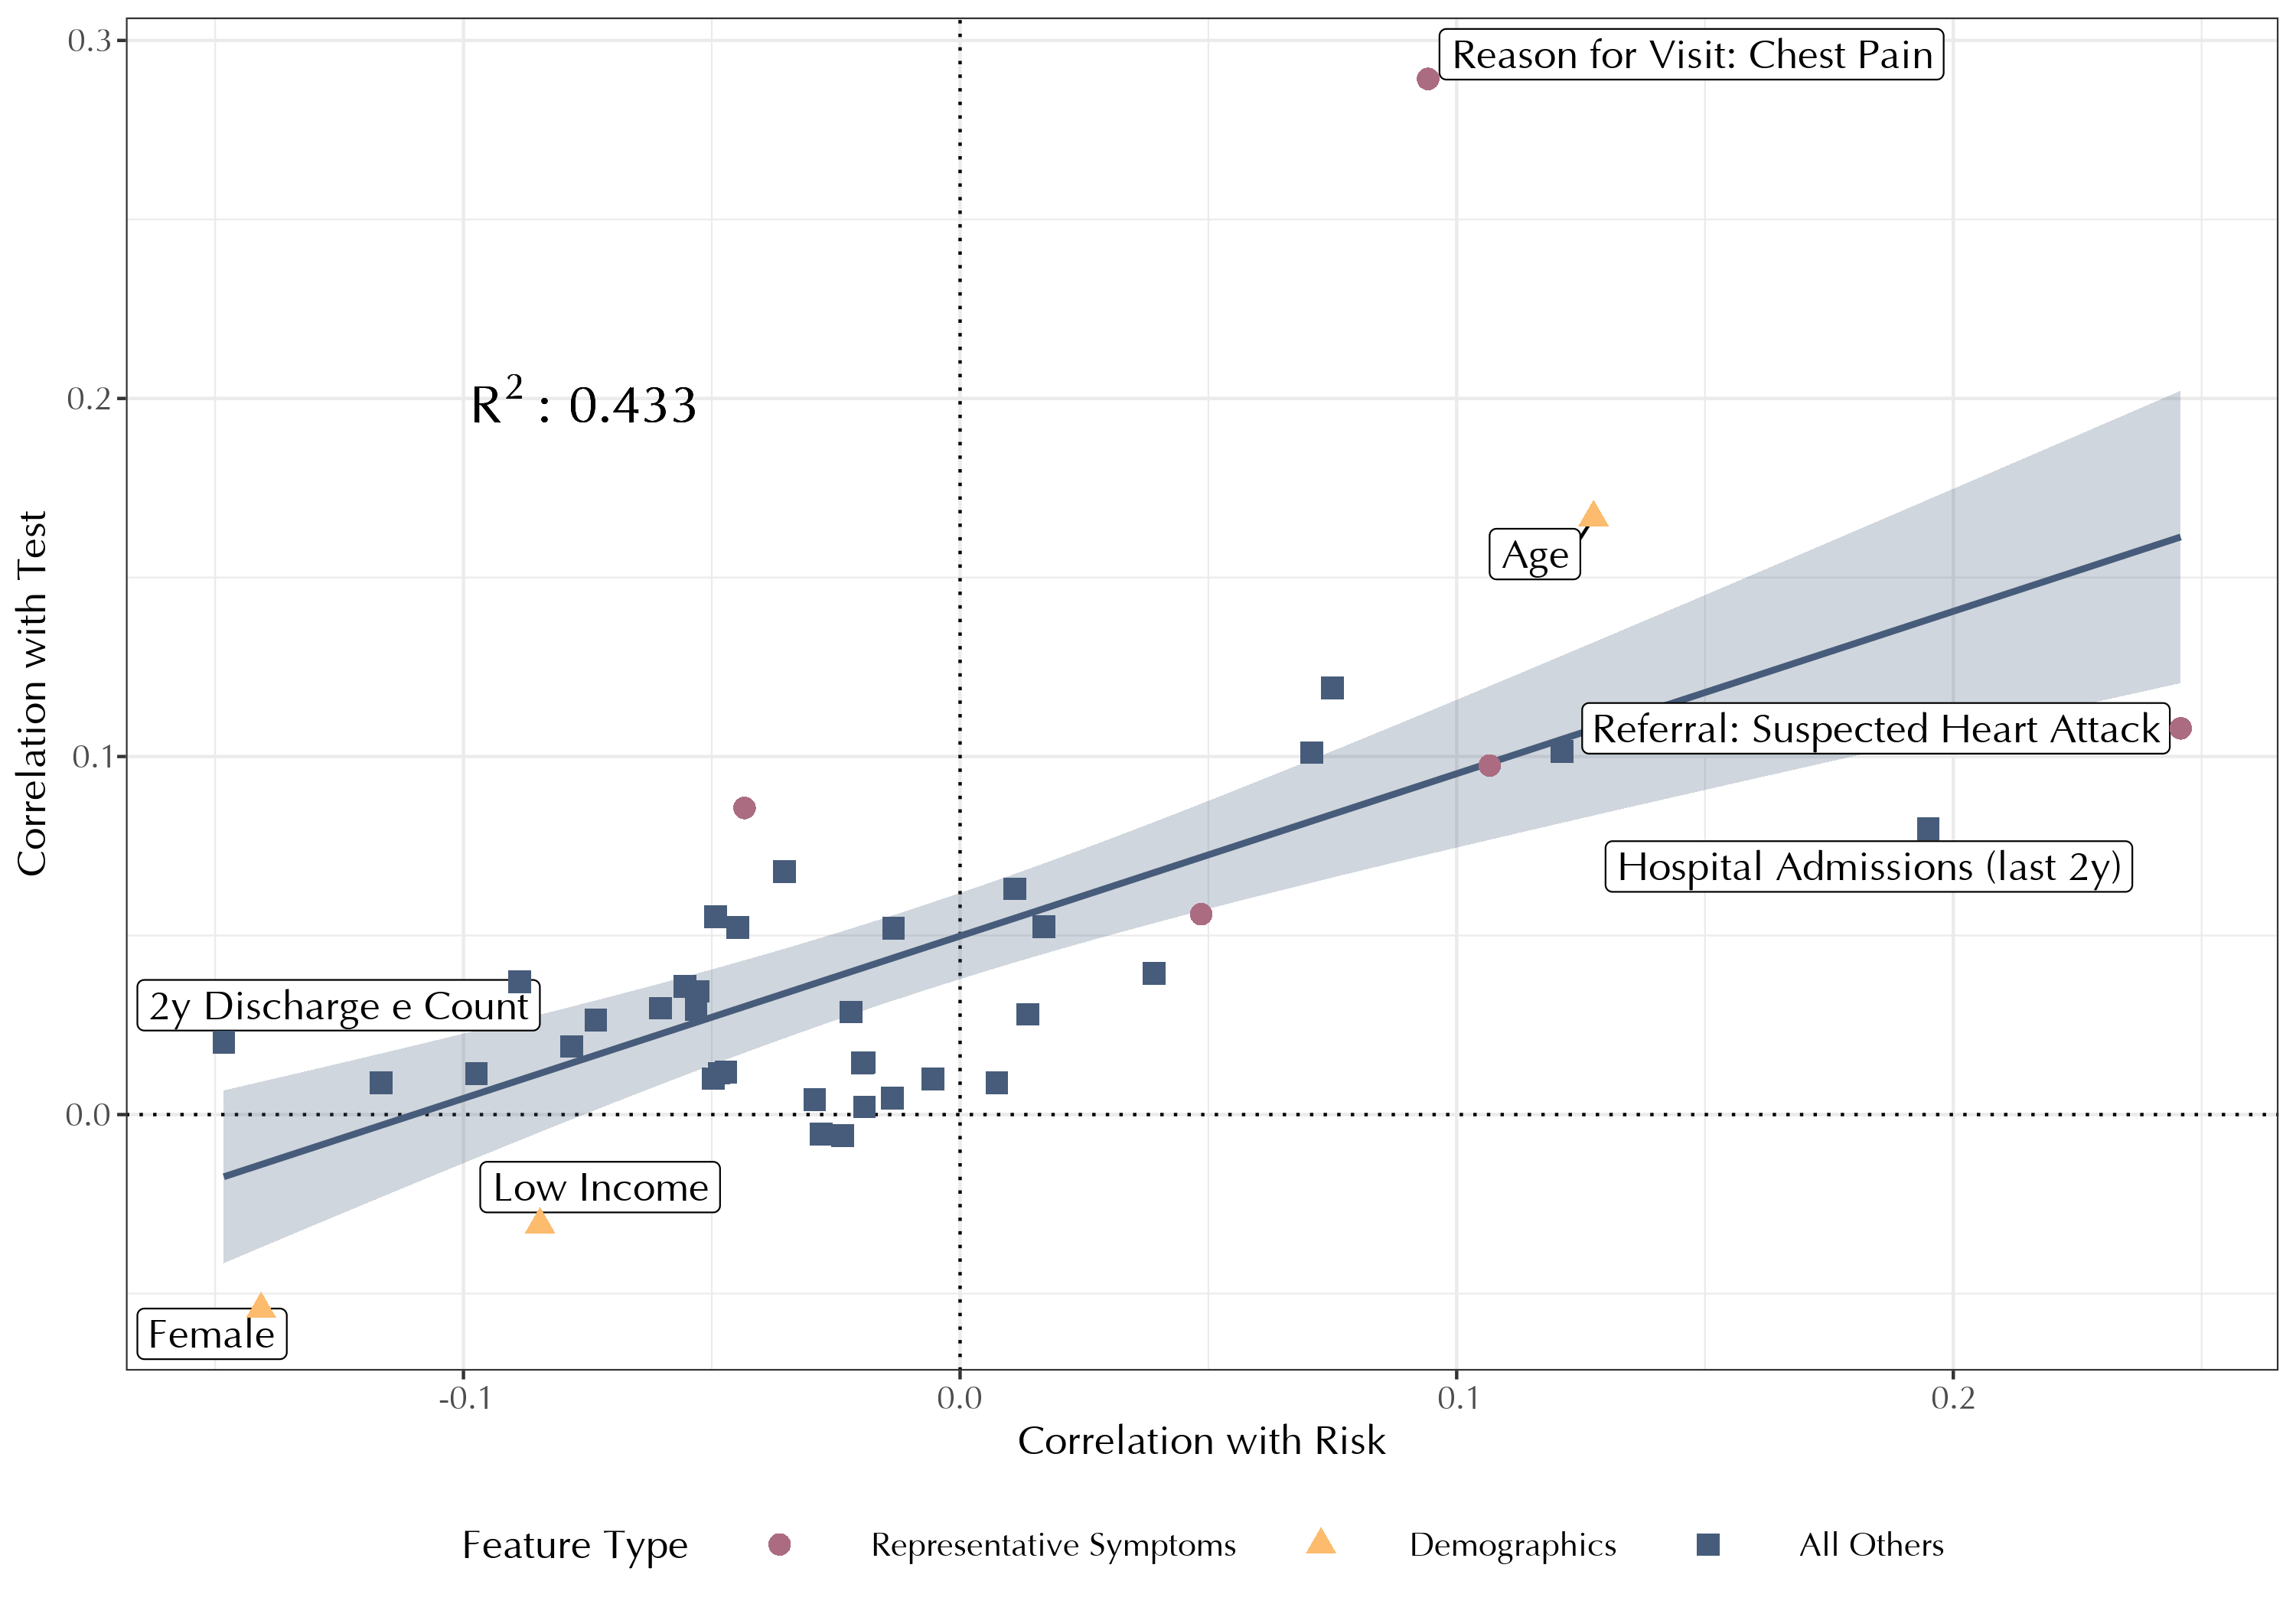 0.3
Reason for Visit: Chest Pain
R2 : 0.433
0.2
Age
Correlation with Test
0.1
Referral: Suspected Heart Attack
Hospital Admissions (last 2y)
2y Discharge e Count
0.0
Low Income
Female
-0.1 0.0 0.1 0.2
Correlation with Risk
Feature Type Representative Symptoms Demographics All Others